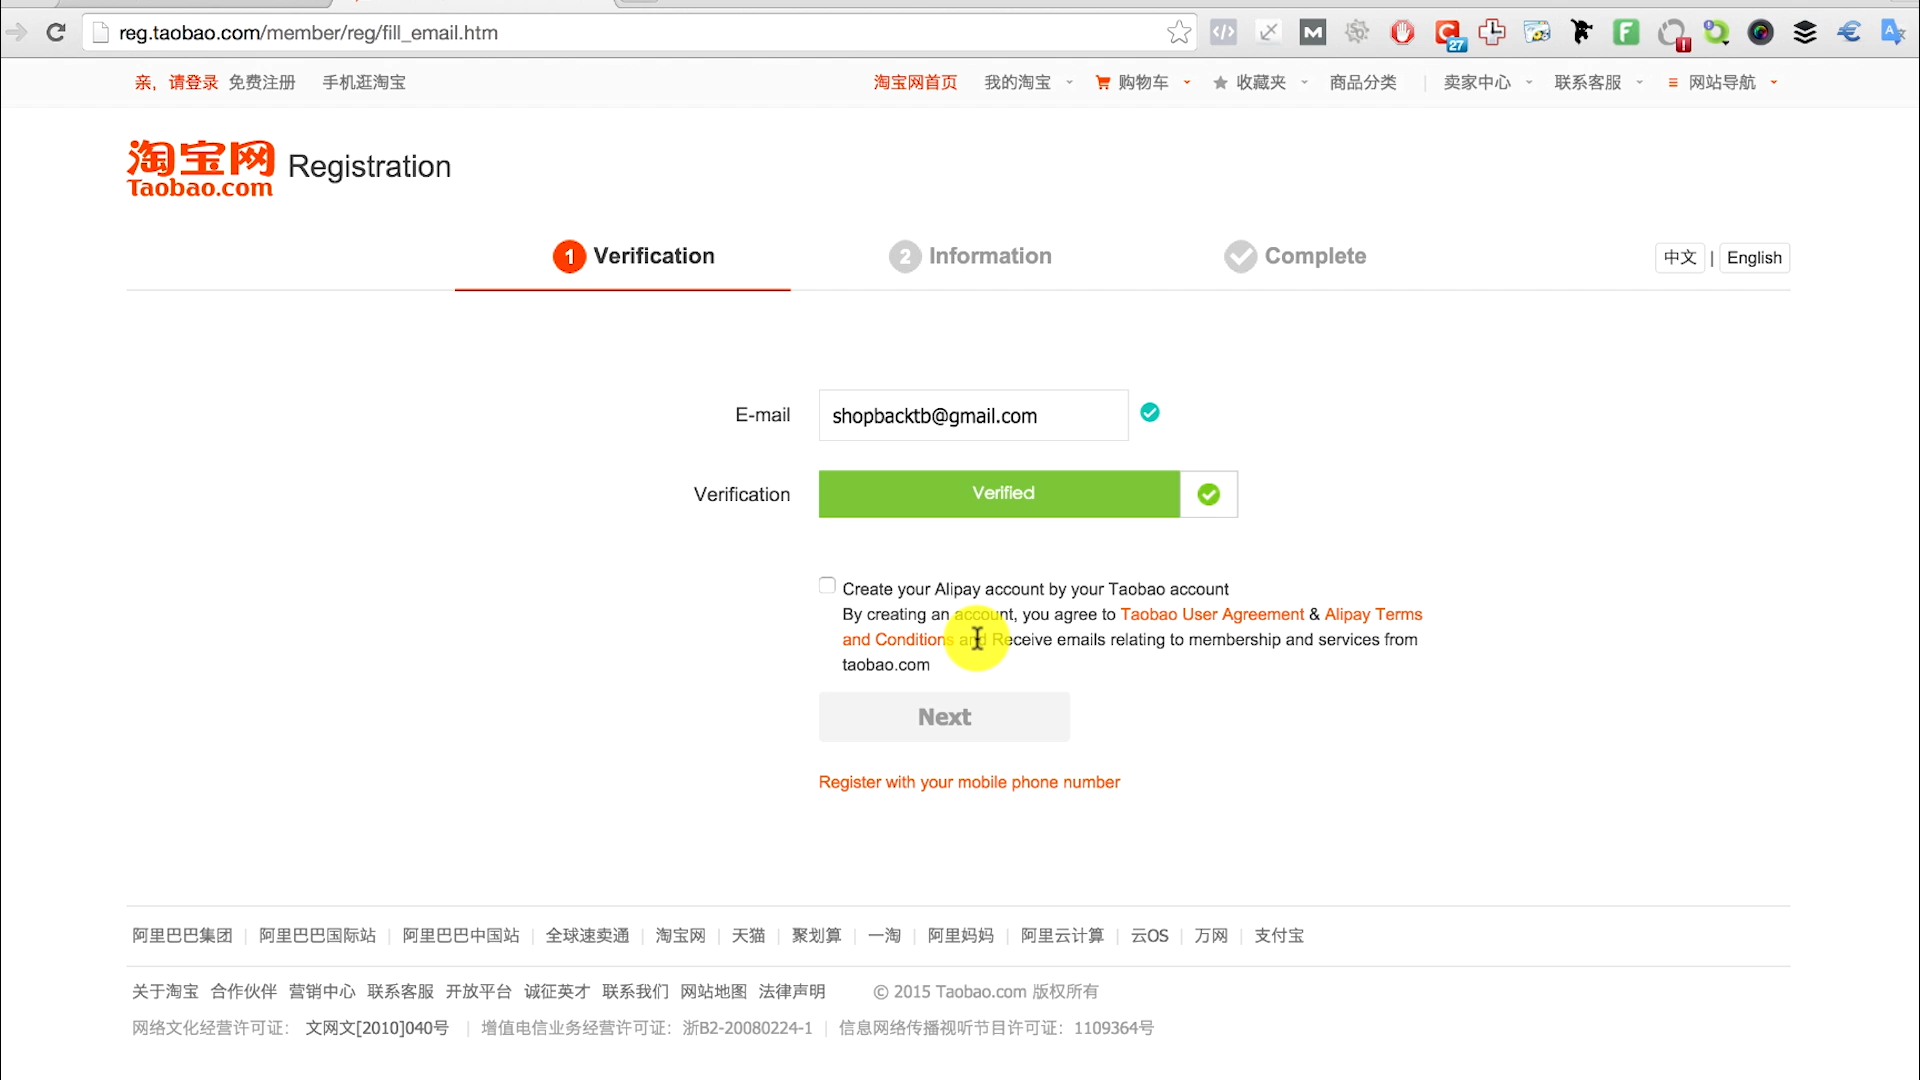 reg.taobao.com/member/reg/fill_email.htm
27
亲，请登录 免费注册 手机逛淘宝 淘宝网首页 我的淘宝 购物车 收藏夹 商品分类 卖家中心 联系客服 网站导航
淘宝网
Taobao.com
Registration
1 Verification 2 Information Complete 中文 | English
E-mail shopbacktb@gmail.com
Verification Verified
Create your Alipay account by your Taobao account
By creating an account, you agree to Taobao User Agreement & Alipay Terms
and Conditions and Receive emails relating to membership and services from
taobao.com
Next
Register with your mobile phone number
阿里巴巴集团 | 阿里巴巴国际站 | 阿里巴巴中国站 | 全球速卖通 | 淘宝网 | 天猫 | 聚划算 | 一淘 | 阿里妈妈 | 阿里云计算 | 云OS | 万网 | 支付宝
关于淘宝 合作伙伴 营销中心 联系客服 开放平台 诚征英才 联系我们 网站地图 法律声明 © 2015 Taobao.com 版权所有
网络文化经营许可证： 文网文[2010]040号 | 增值电信业务经营许可证：浙B2-20080224-1 | 信息网络传播视听节目许可证：1109364号